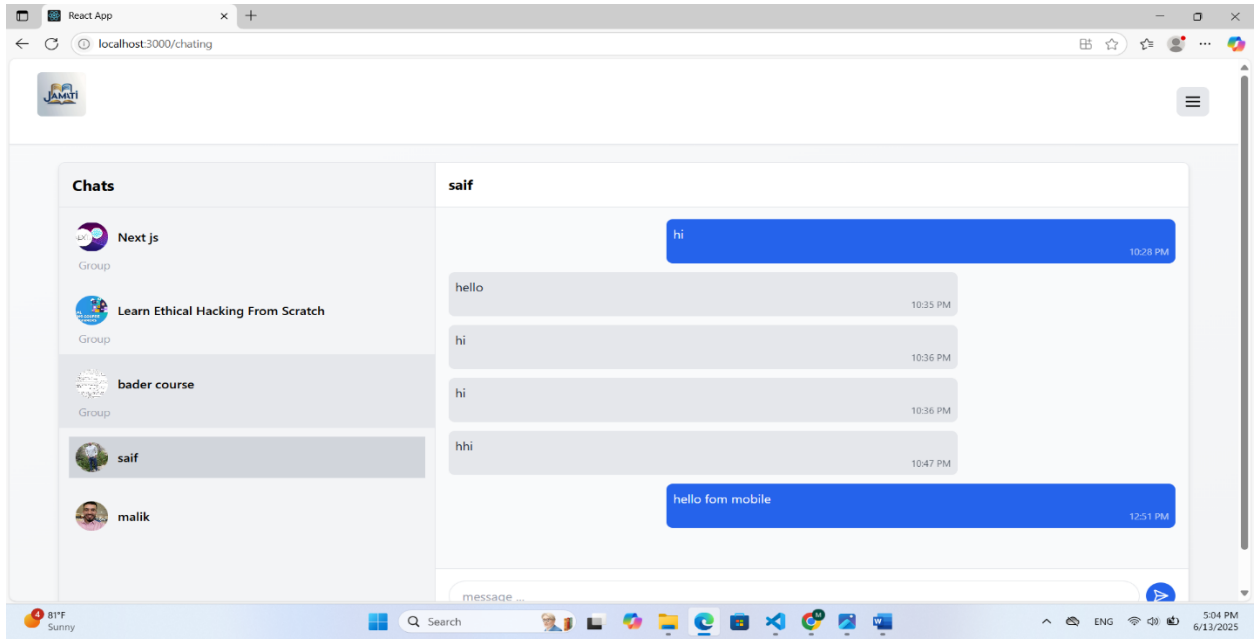 React App
localhost:3000/chating
JAMATI
Chats
saif
Next js
Group
Learn Ethical Hacking From Scratch
Group
bader course
Group
saif
malik
hi
10:28 PM
hello
10:35 PM
hi
10:36 PM
hi
10:36 PM
hhi
10:47 PM
hello fom mobile
12:51 PM
message ...
4
81°F
Sunny
Search
ENG
5:04 PM
6/13/2025